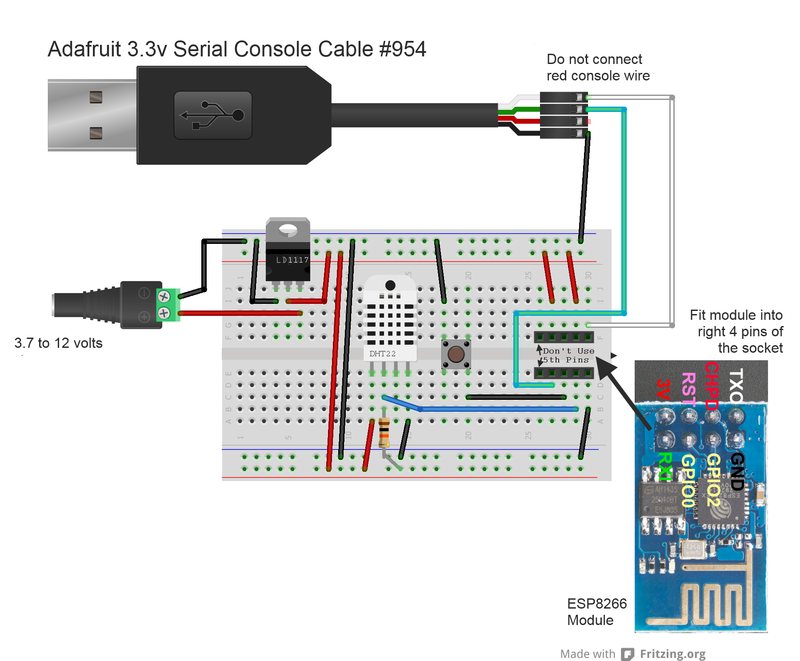 Adafruit 3.3v Serial Console Cable #954
Do not connect
red console wire
LD1117
3.7 to 12 volts
DHT22
Don't Use
5th Pins
Fit module into
right 4 pins of
the socket
3V
RST
CHPD
TXO
RXI
GPIO0
GPIO2
GND
ESP8266
Module
Made with Fritzing.org